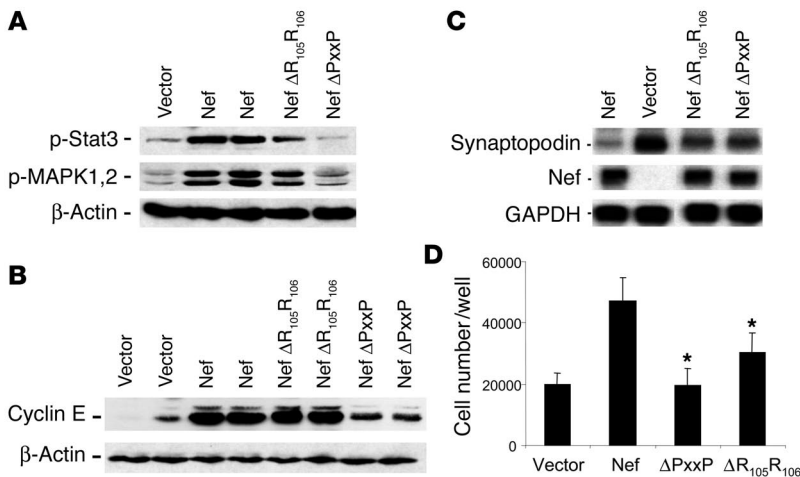 A
Vector
Nef
Nef
Nef ΔR105R106
Nef ΔPxxP
p-Stat3
p-MAPK1,2
β-Actin
B
Vector
Vector
Nef
Nef
Nef ΔR105R106
Nef ΔR105R106
Nef ΔPxxP
Nef ΔPxxP
Cyclin E
β-Actin
C
Nef
Vector
Nef ΔR105R106
Nef ΔPxxP
Synaptopodin
Nef
GAPDH
D
Cell number/well
60000
40000
20000
0
*
*
Vector Nef ΔPxxP ΔR105R106